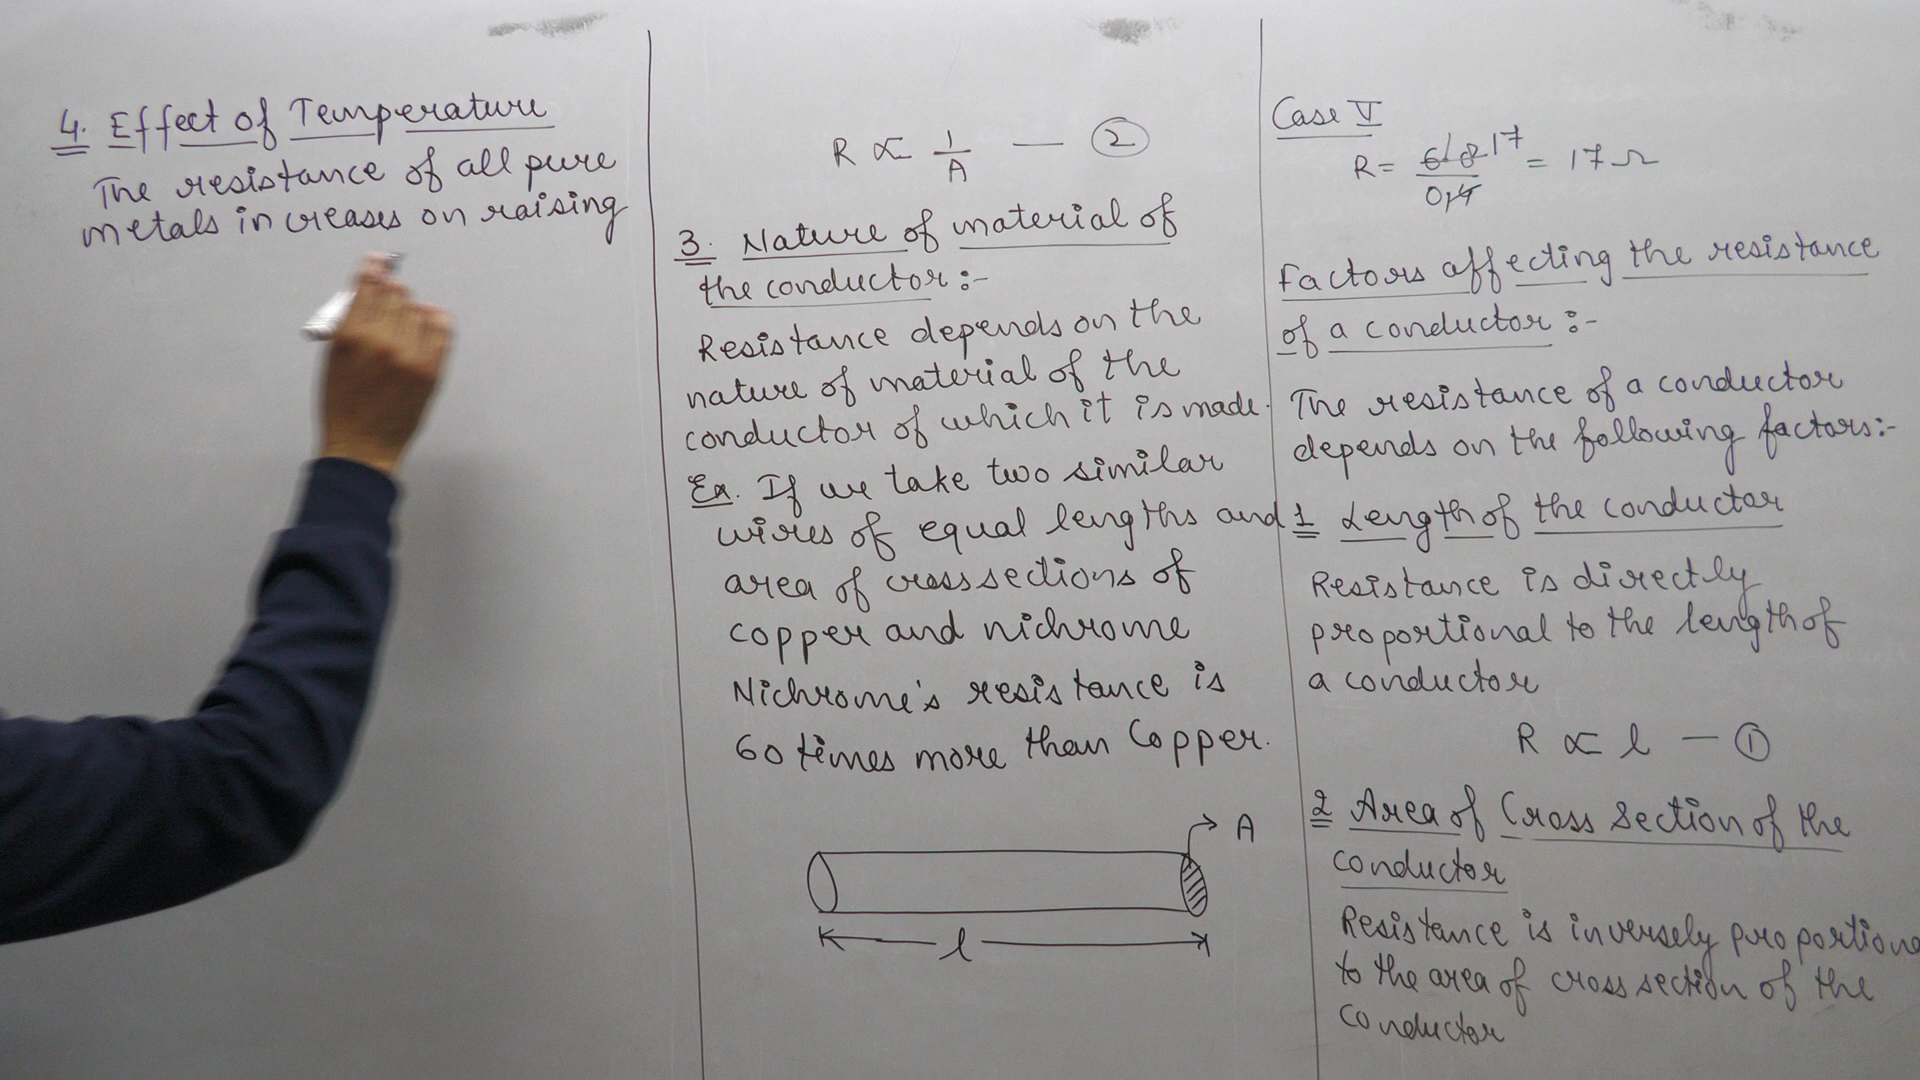 4. Effect of Temperature
The resistance of all pure
metals increases on raising
R ∝ 1/A — ②
3. Nature of material of
the conductor :-
Resistance depends on the
nature of material of the
conductor of which it is made.
Ex. If we take two similar
wires of equal lengths and
area of cross sections of
copper and nichrome
Nichrome's resistance is
60 times more than Copper.
A
l
Case V
R = 6.8 17 / 0.4 = 17 Ω
Factors affecting the resistance
of a conductor :-
The resistance of a conductor
depends on the following factors:-
1 Length of the conductor
Resistance is directly
proportional to the length of
a conductor
R ∝ l — ①
2 Area of Cross Section of the
conductor
Resistance is inversely proportiona
to the area of cross section of the
conductor